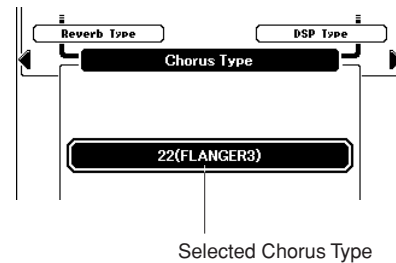 Reverb Type
DSP Type
Chorus Type
22(FLANGER3)
Selected Chorus Type